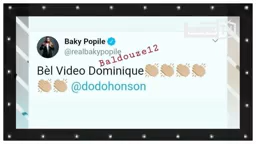 Baky Popile
@realbakypopile
Baldouze12
Bèl Video Dominique👏🏼👏🏼👏🏼👏🏼
👏🏼👏🏼 @dodohonson